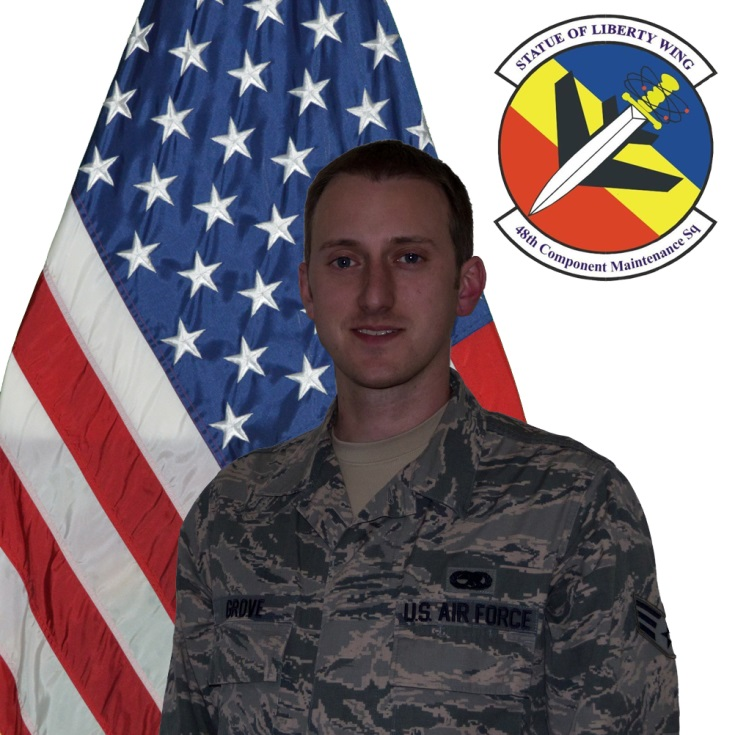 STATUE OF LIBERTY WING
48th Component Maintenance Sq
GROVE
U.S. AIR FORCE